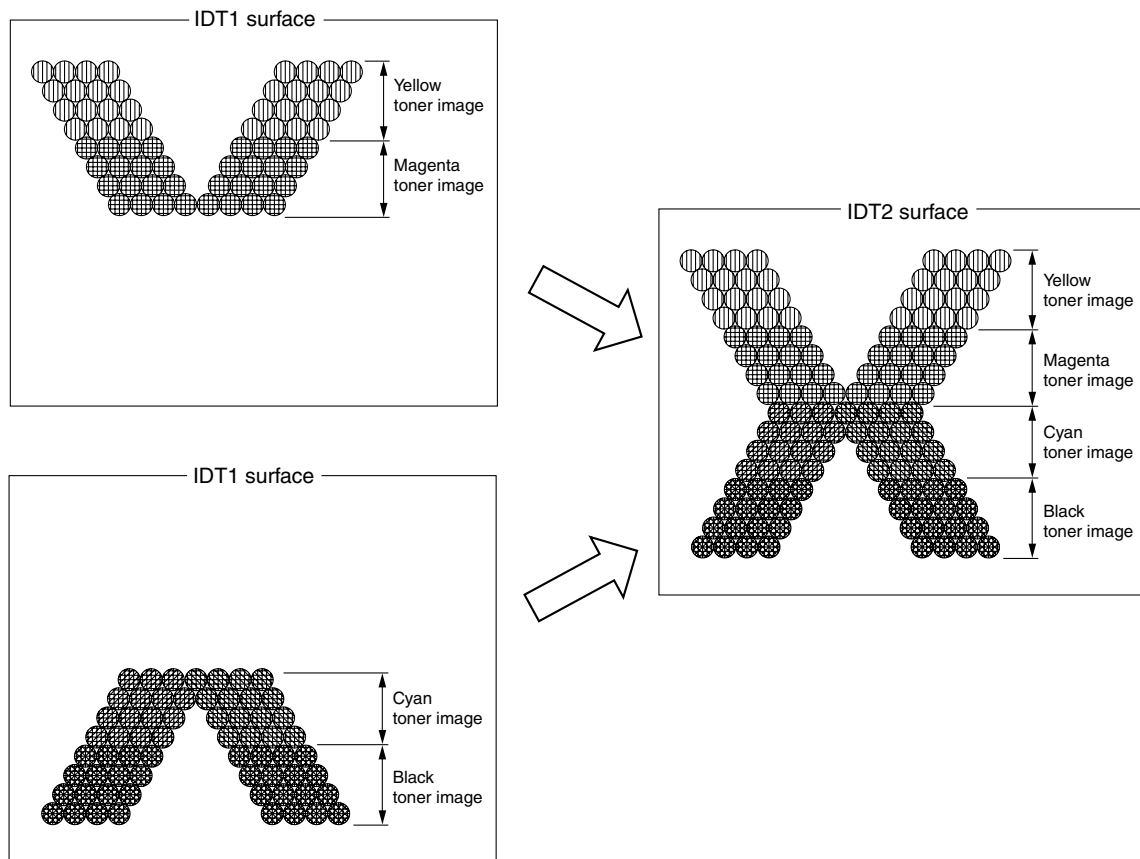 IDT1 surface
Yellow
toner image
Magenta
toner image
IDT2 surface
Yellow
toner image
Magenta
toner image
Cyan
toner image
Black
toner image
IDT1 surface
Cyan
toner image
Black
toner image